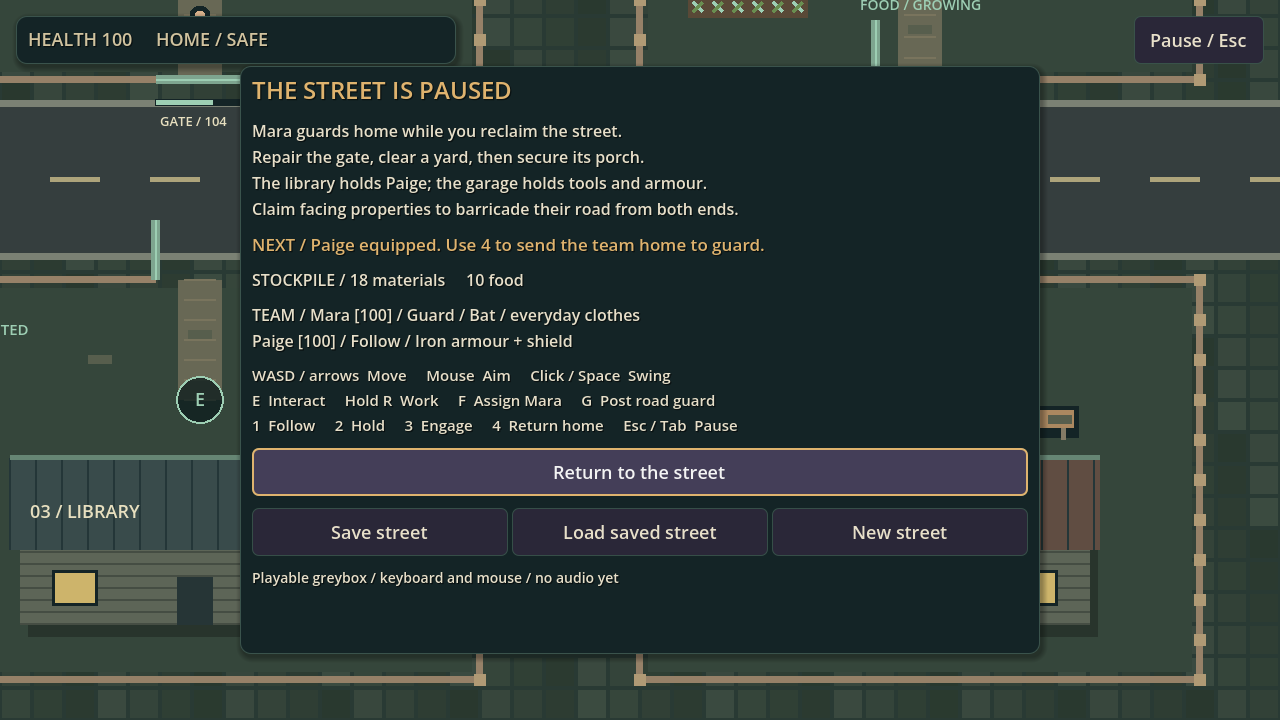 FOOD / GROWING
HEALTH 100 HOME / SAFE
Pause / Esc
THE STREET IS PAUSED
GATE / 104
Mara guards home while you reclaim the street.
Repair the gate, clear a yard, then secure its porch.
The library holds Paige; the garage holds tools and armour.
Claim facing properties to barricade their road from both ends.
NEXT / Paige equipped. Use 4 to send the team home to guard.
STOCKPILE / 18 materials 10 food
TEAM / Mara [100] / Guard / Bat / everyday clothes
TED
Paige [100] / Follow / Iron armour + shield
WASD / arrows Move Mouse Aim Click / Space Swing
E Interact Hold R Work F Assign Mara G Post road guard
E
1 Follow 2 Hold 3 Engage 4 Return home Esc / Tab Pause
Return to the street
03 / LIBRARY
Save street Load saved street New street
Playable greybox / keyboard and mouse / no audio yet